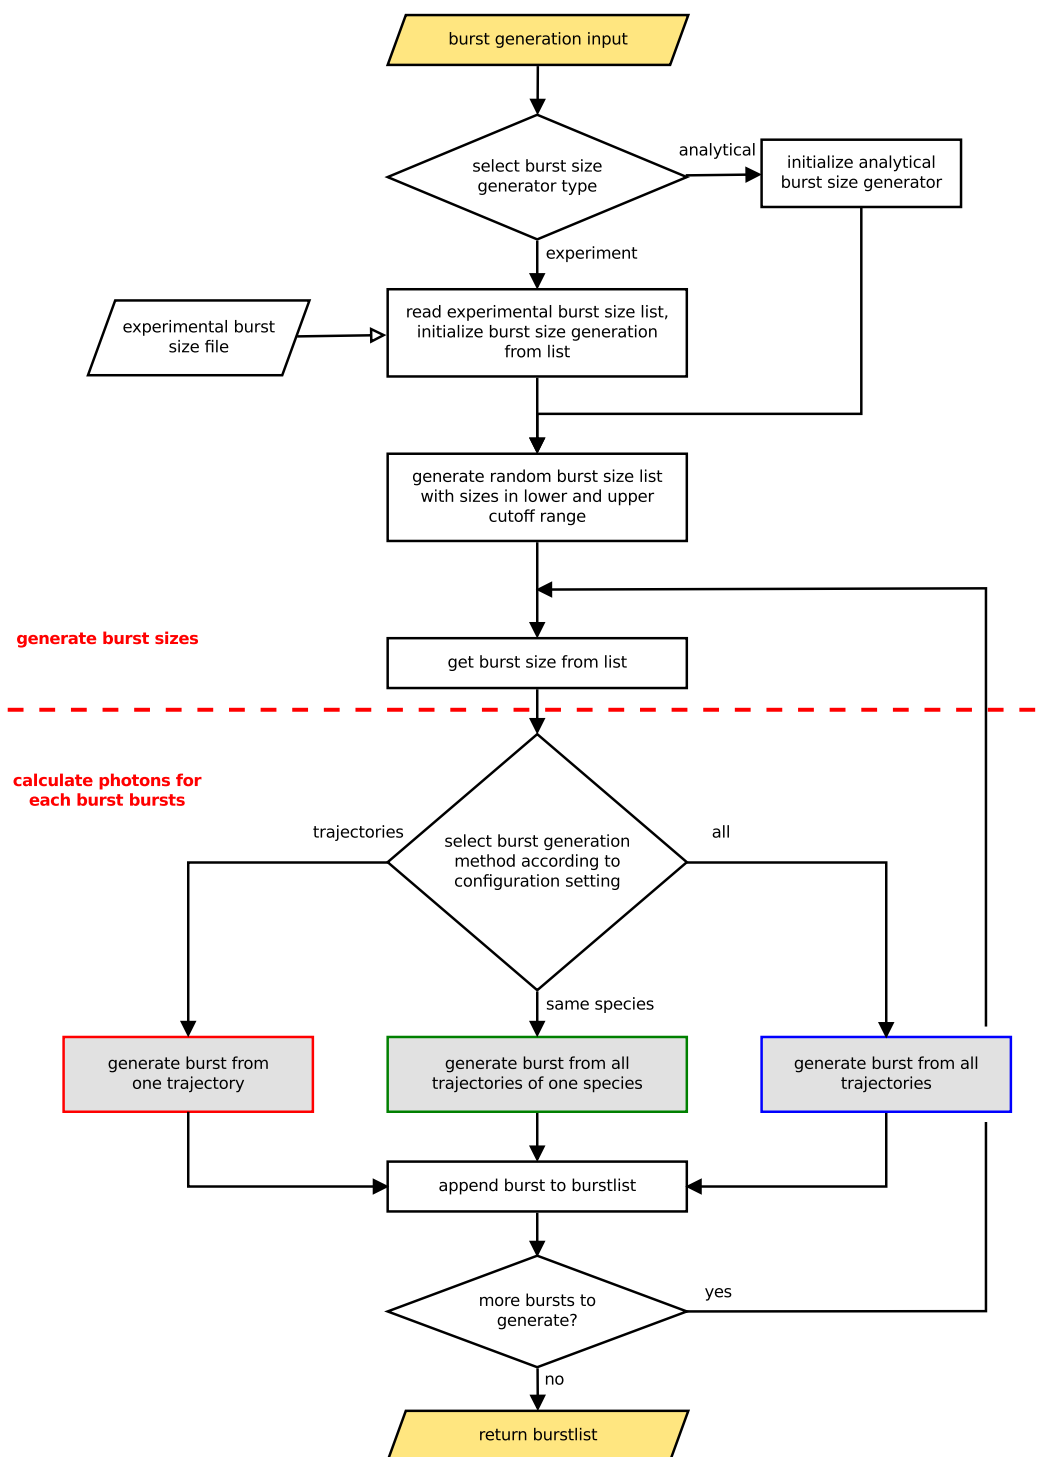 burst generation input
select burst size
generator type
analytical
initialize analytical
burst size generator
experiment
experimental burst
size file
read experimental burst size list,
initialize burst size generation
from list
generate random burst size list
with sizes in lower and upper
cutoff range
generate burst sizes
get burst size from list
calculate photons for
each burst bursts
trajectories
select burst generation
method according to
configuration setting
all
same species
generate burst from
one trajectory
generate burst from all
trajectories of one species
generate burst from all
trajectories
append burst to burstlist
more bursts to
generate?
yes
no
return burstlist